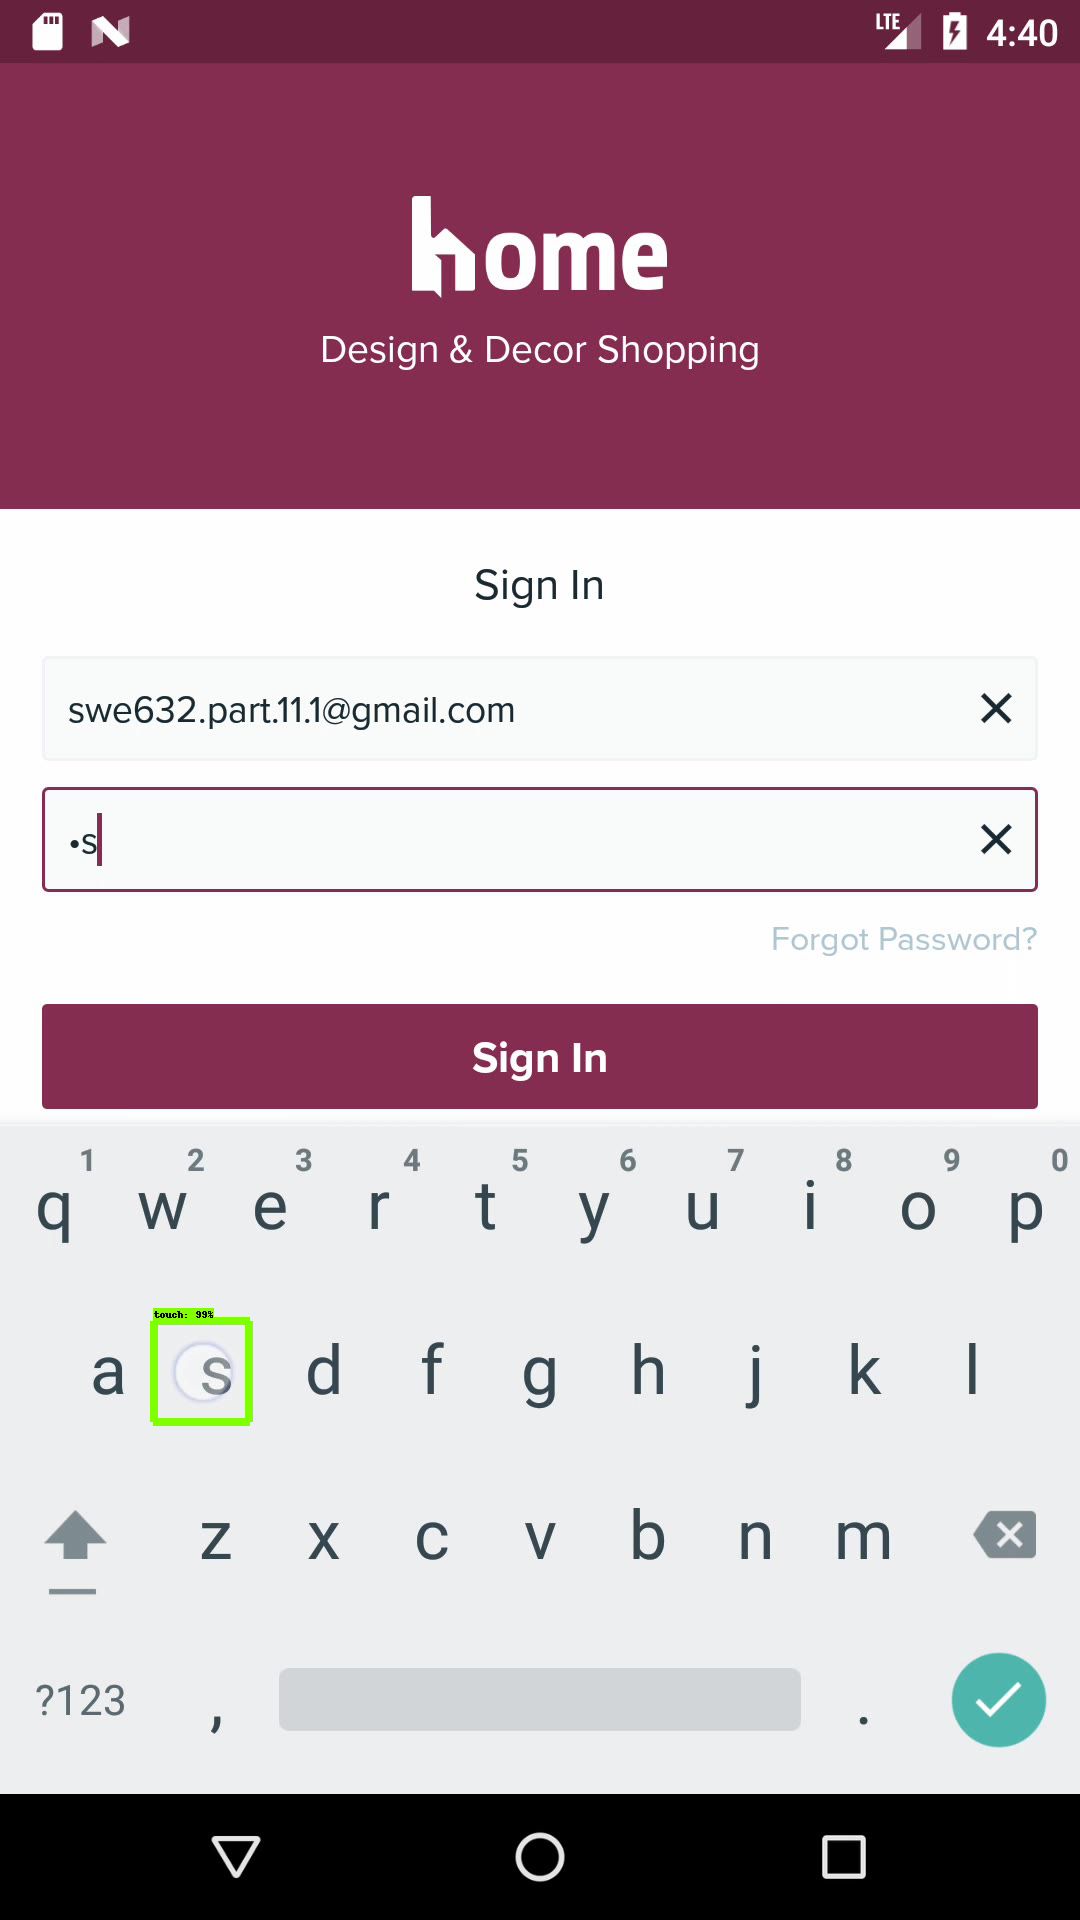 LTE 4:40
home
Design & Decor Shopping
Sign In
swe632.part.11.1@gmail.com
•s
Forgot Password?
Sign In
1 2 3 4 5 6 7 8 9 0
q w e r t y u i o p
touch: 99%
a s d f g h j k l
z x c v b n m
?123 , .